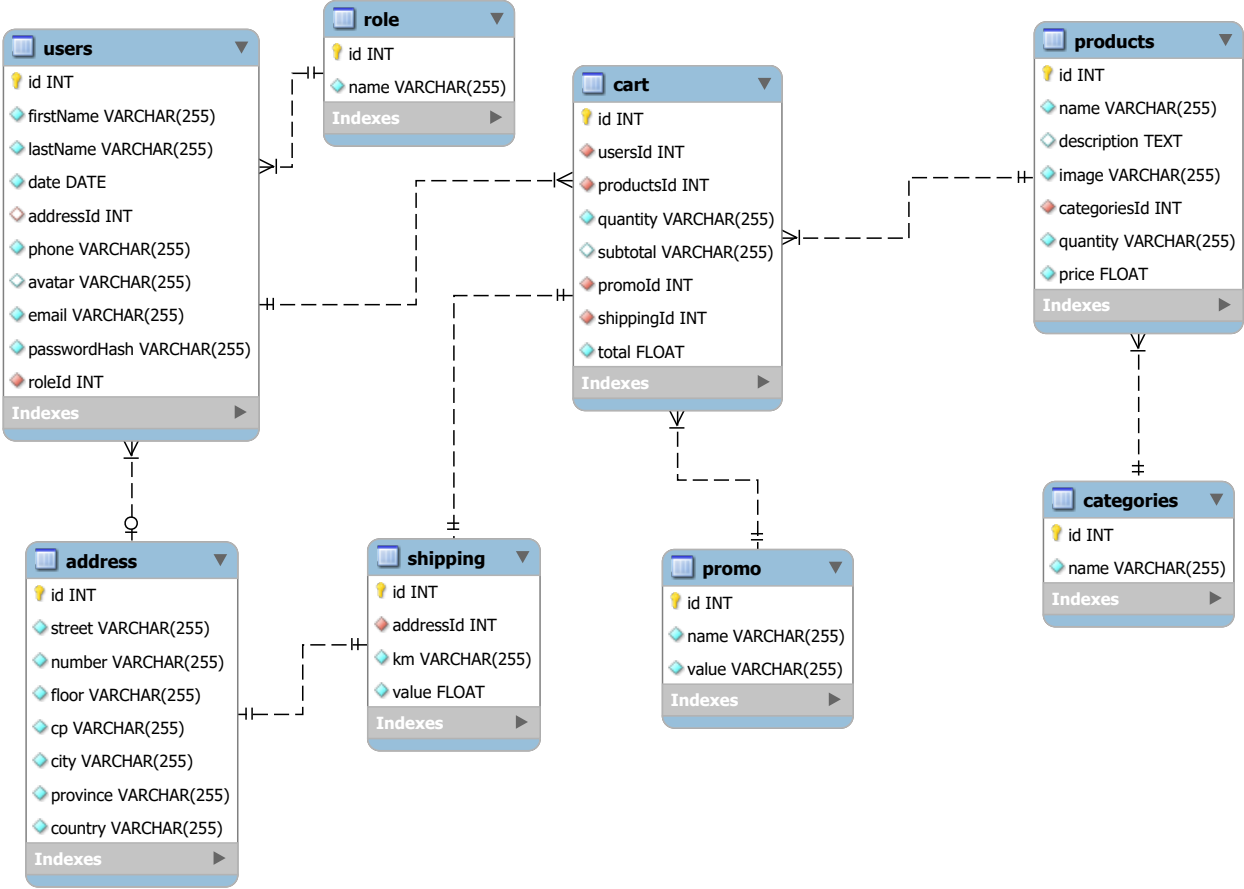 users
id INT
firstName VARCHAR(255)
lastName VARCHAR(255)
date DATE
addressId INT
phone VARCHAR(255)
avatar VARCHAR(255)
email VARCHAR(255)
passwordHash VARCHAR(255)
roleId INT
Indexes
role
id INT
name VARCHAR(255)
Indexes
cart
id INT
usersId INT
productsId INT
quantity VARCHAR(255)
subtotal VARCHAR(255)
promoId INT
shippingId INT
total FLOAT
Indexes
products
id INT
name VARCHAR(255)
description TEXT
image VARCHAR(255)
categoriesId INT
quantity VARCHAR(255)
price FLOAT
Indexes
address
id INT
street VARCHAR(255)
number VARCHAR(255)
floor VARCHAR(255)
cp VARCHAR(255)
city VARCHAR(255)
province VARCHAR(255)
country VARCHAR(255)
Indexes
shipping
id INT
addressId INT
km VARCHAR(255)
value FLOAT
Indexes
promo
id INT
name VARCHAR(255)
value VARCHAR(255)
Indexes
categories
id INT
name VARCHAR(255)
Indexes